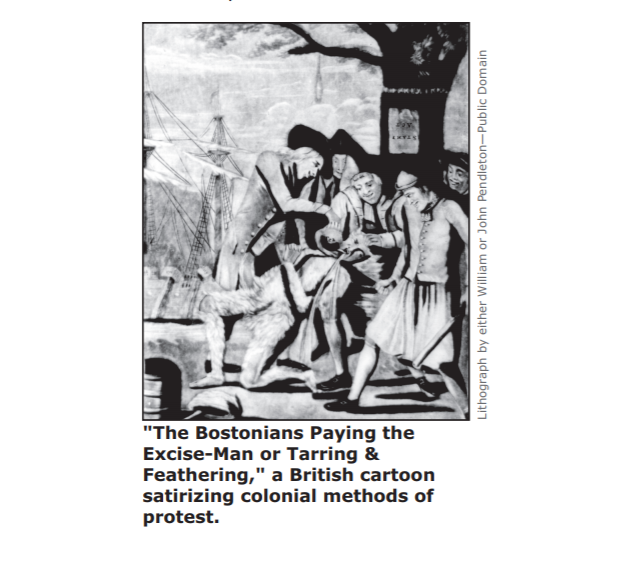 "The Bostonians Paying the
Excise-Man or Tarring &
Feathering," a British cartoon
satirizing colonial methods of
protest.
Lithograph by either William or John Pendleton—Public Domain